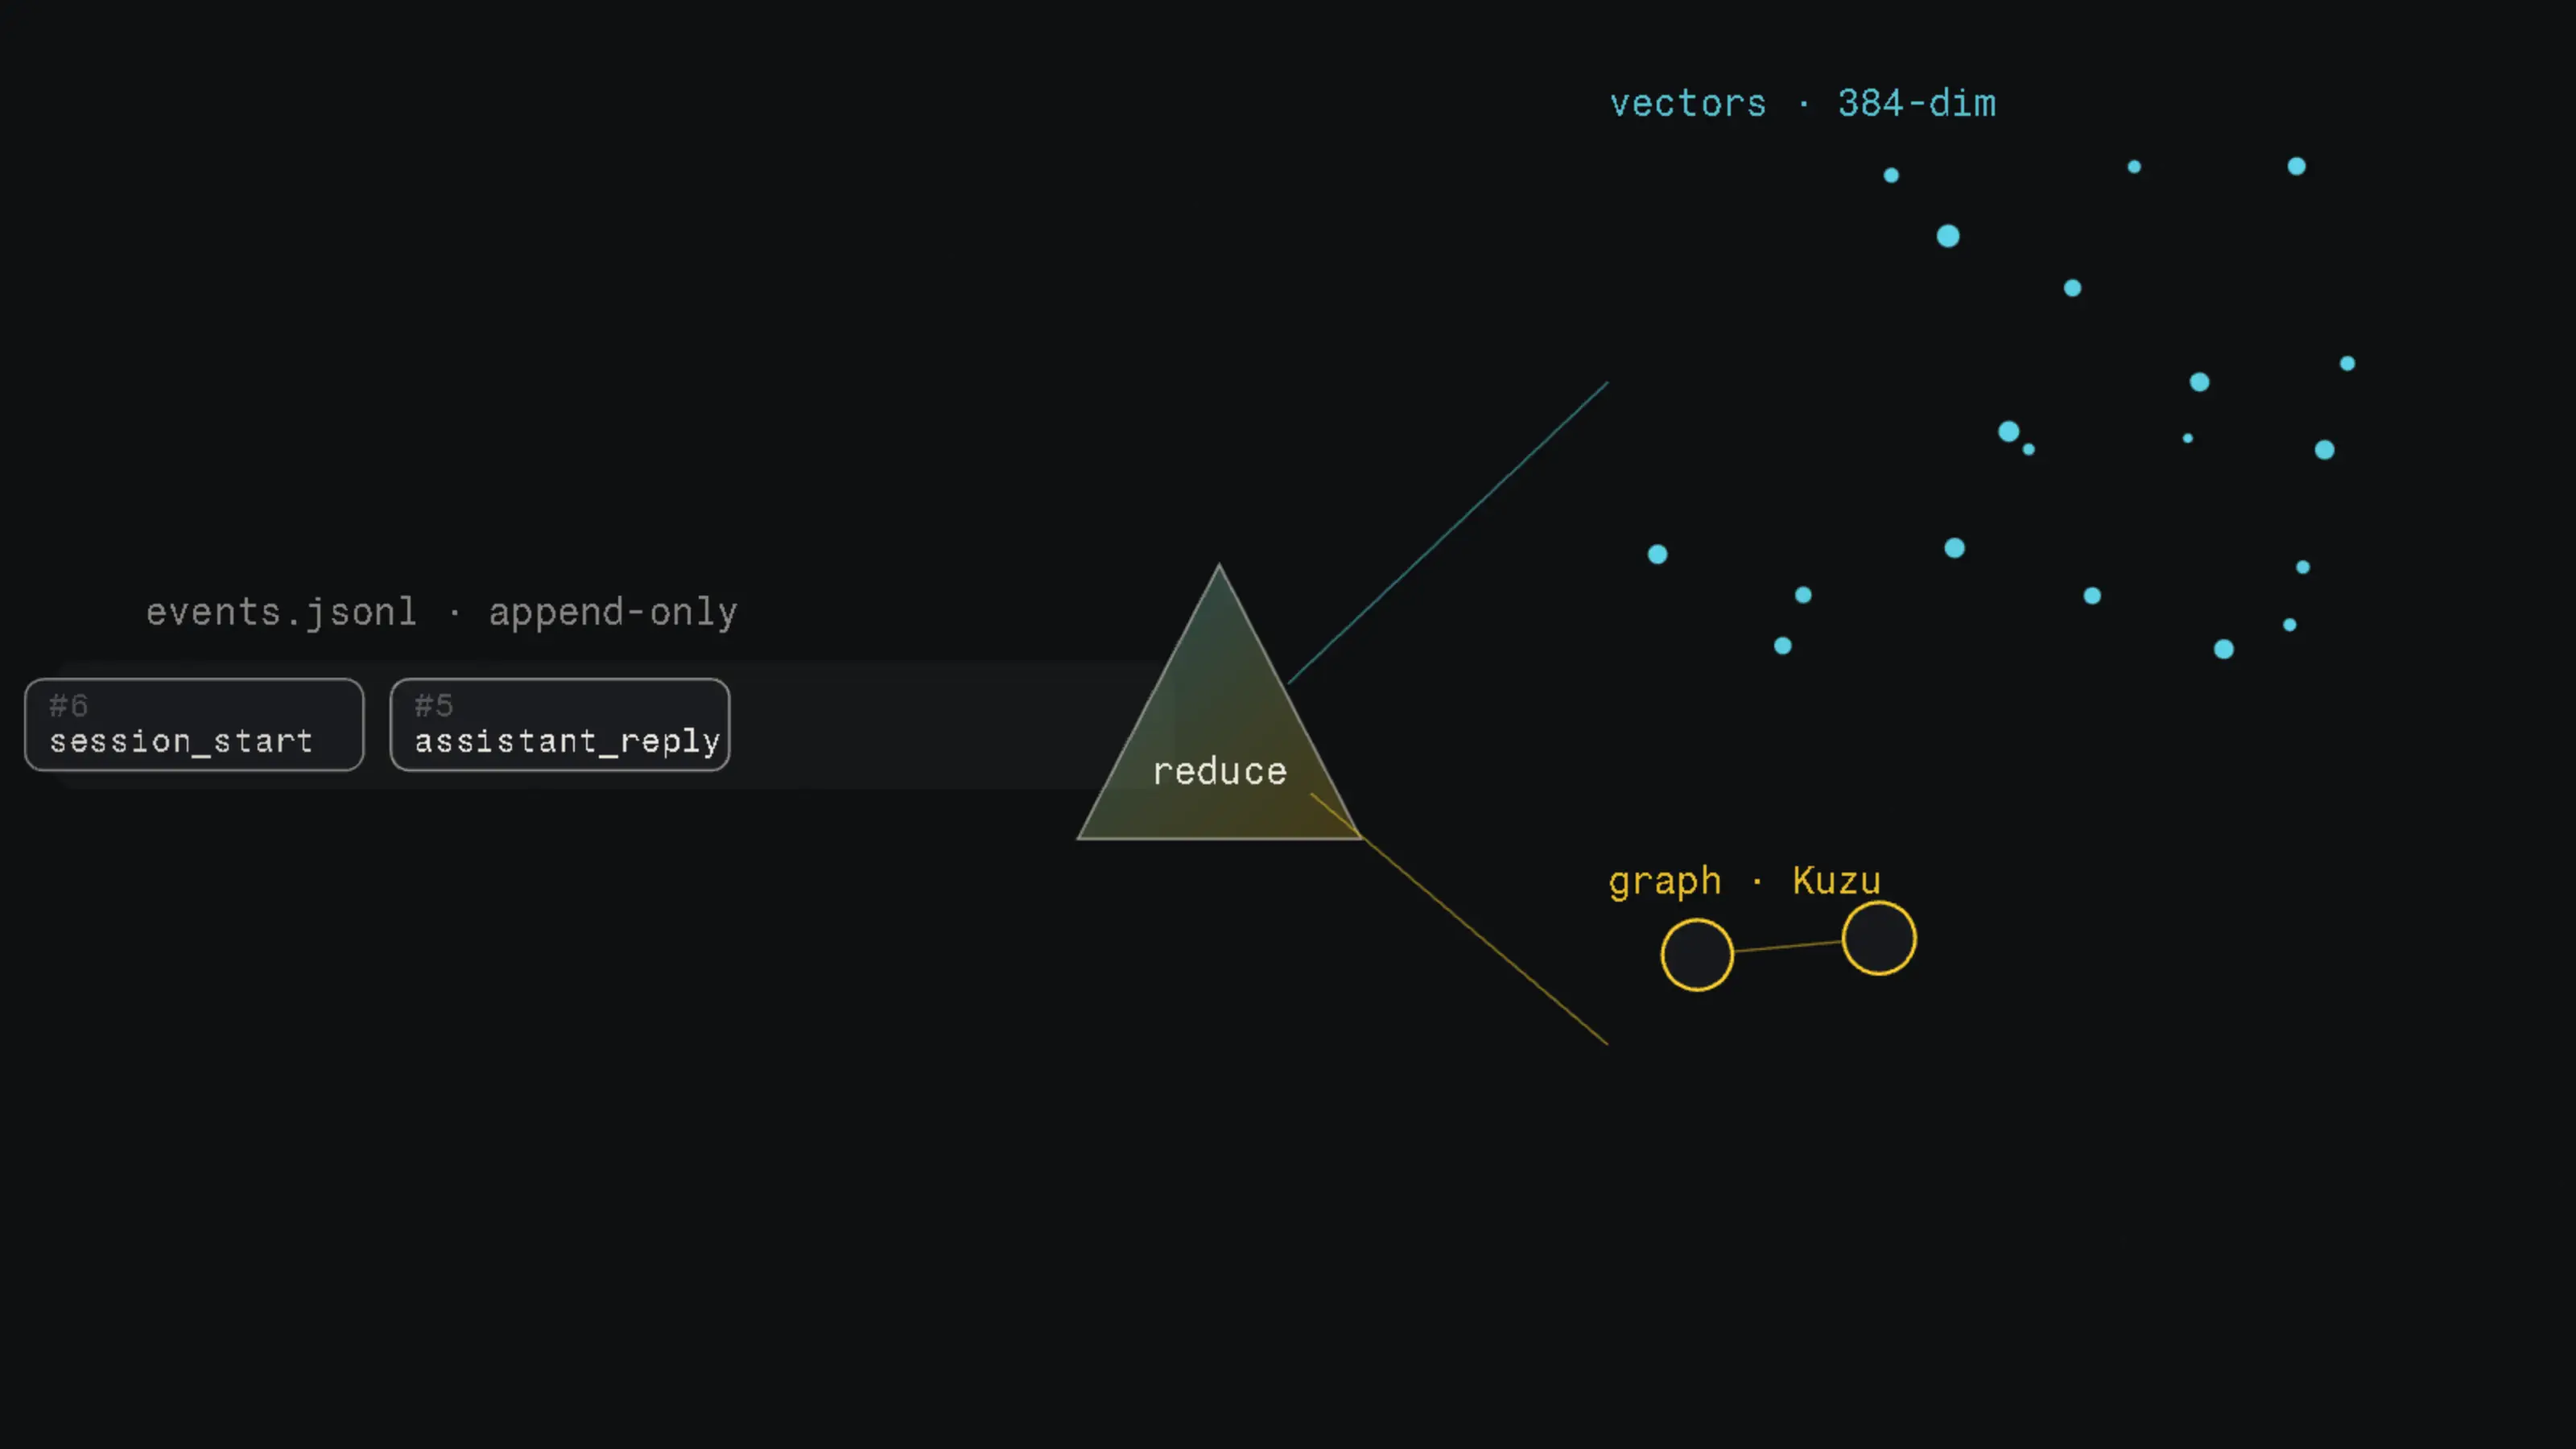 vectors · 384-dim
events.jsonl · append-only
#6
session_start
#5
assistant_reply
reduce
graph · Kuzu